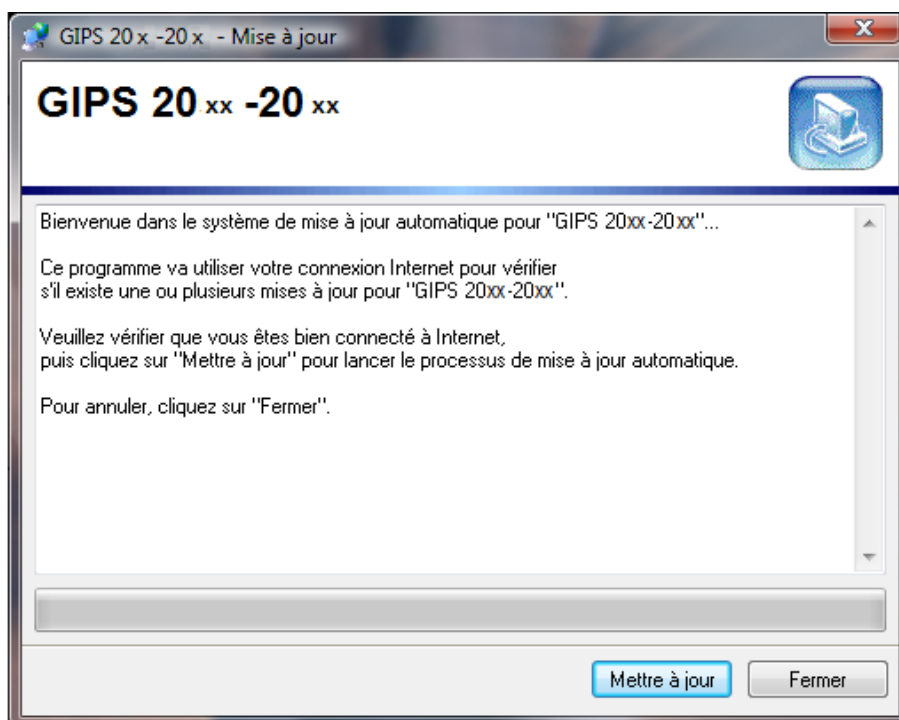 GIPS 20 x -20 x - Mise à jour
GIPS 20 xx -20 xx
Bienvenue dans le système de mise à jour automatique pour "GIPS 20xx-20xx"...
Ce programme va utiliser votre connexion Internet pour vérifier
s'il existe une ou plusieurs mises à jour pour "GIPS 20xx-20xx".
Veuillez vérifier que vous êtes bien connecté à Internet,
puis cliquez sur "Mettre à jour" pour lancer le processus de mise à jour automatique.
Pour annuler, cliquez sur "Fermer".
Mettre à jour
Fermer